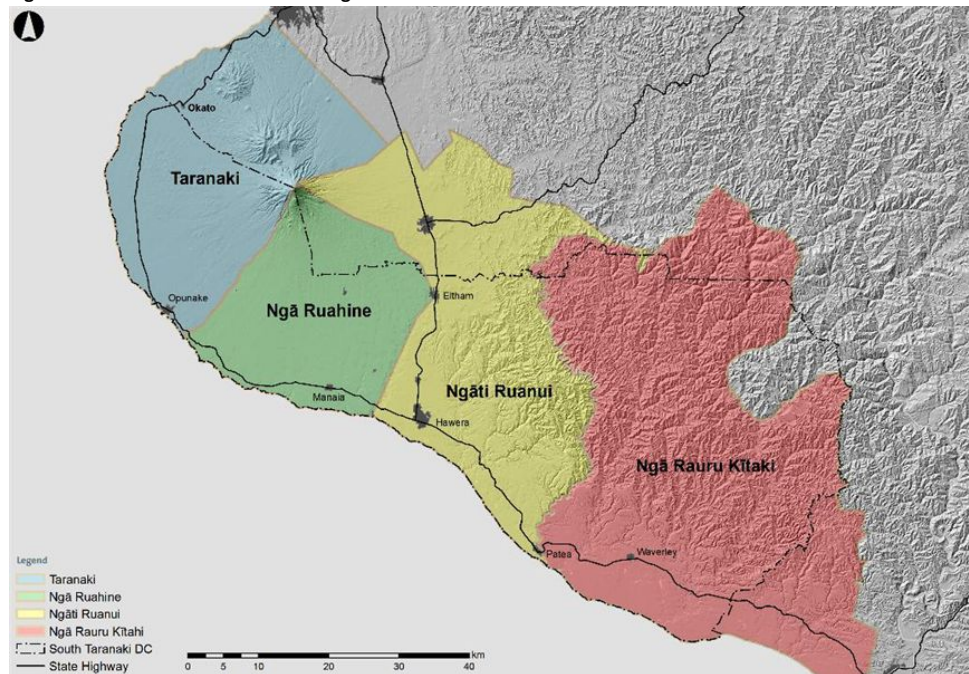 Okato
Taranaki
Opunake
Ngā Ruahine
Eltham
Manaia
Ngāti Ruanui
Hawera
Ngā Rauru Kītaki
Patea
Waverley
Legend
Taranaki
Ngā Ruahine
Ngāti Ruanui
Ngā Rauru Kītahi
South Taranaki DC
State Highway
km
0 5 10 20 30 40